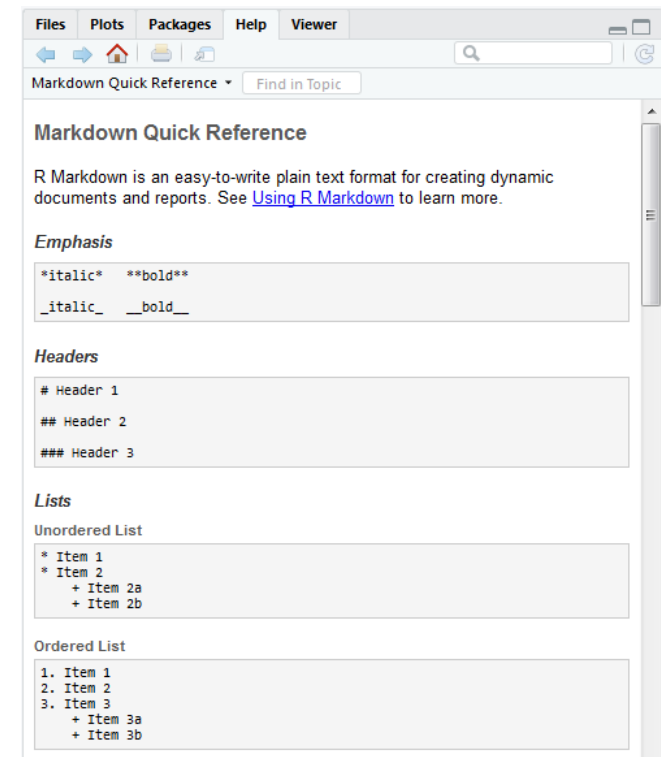 Files Plots Packages Help Viewer
Markdown Quick Reference Find in Topic
Markdown Quick Reference
R Markdown is an easy-to-write plain text format for creating dynamic
documents and reports. See Using R Markdown to learn more.
Emphasis
*italic*   **bold**
_italic_   __bold__
Headers
# Header 1
## Header 2
### Header 3
Lists
Unordered List
* Item 1
* Item 2
    + Item 2a
    + Item 2b
Ordered List
1. Item 1
2. Item 2
3. Item 3
    + Item 3a
    + Item 3b